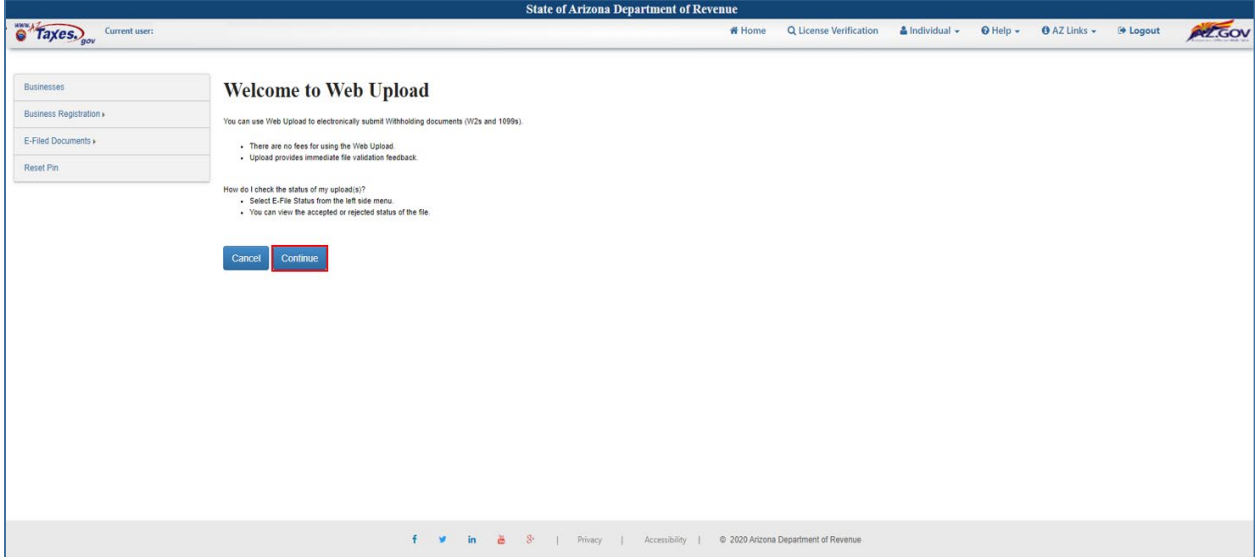 State of Arizona Department of Revenue
www.AZTaxes.gov Current user: Home License Verification Individual Help AZ Links Logout AZ.GOV
Businesses
Business Registration
E-Filed Documents
Reset Pin
Welcome to Web Upload
You can use Web Upload to electronically submit Withholding documents (W2s and 1099s).
• There are no fees for using the Web Upload.
• Upload provides immediate file validation feedback.
How do I check the status of my upload(s)?
• Select E-File Status from the left side menu.
• You can view the accepted or rejected status of the file.
Cancel Continue
| Privacy | Accessibility | © 2020 Arizona Department of Revenue